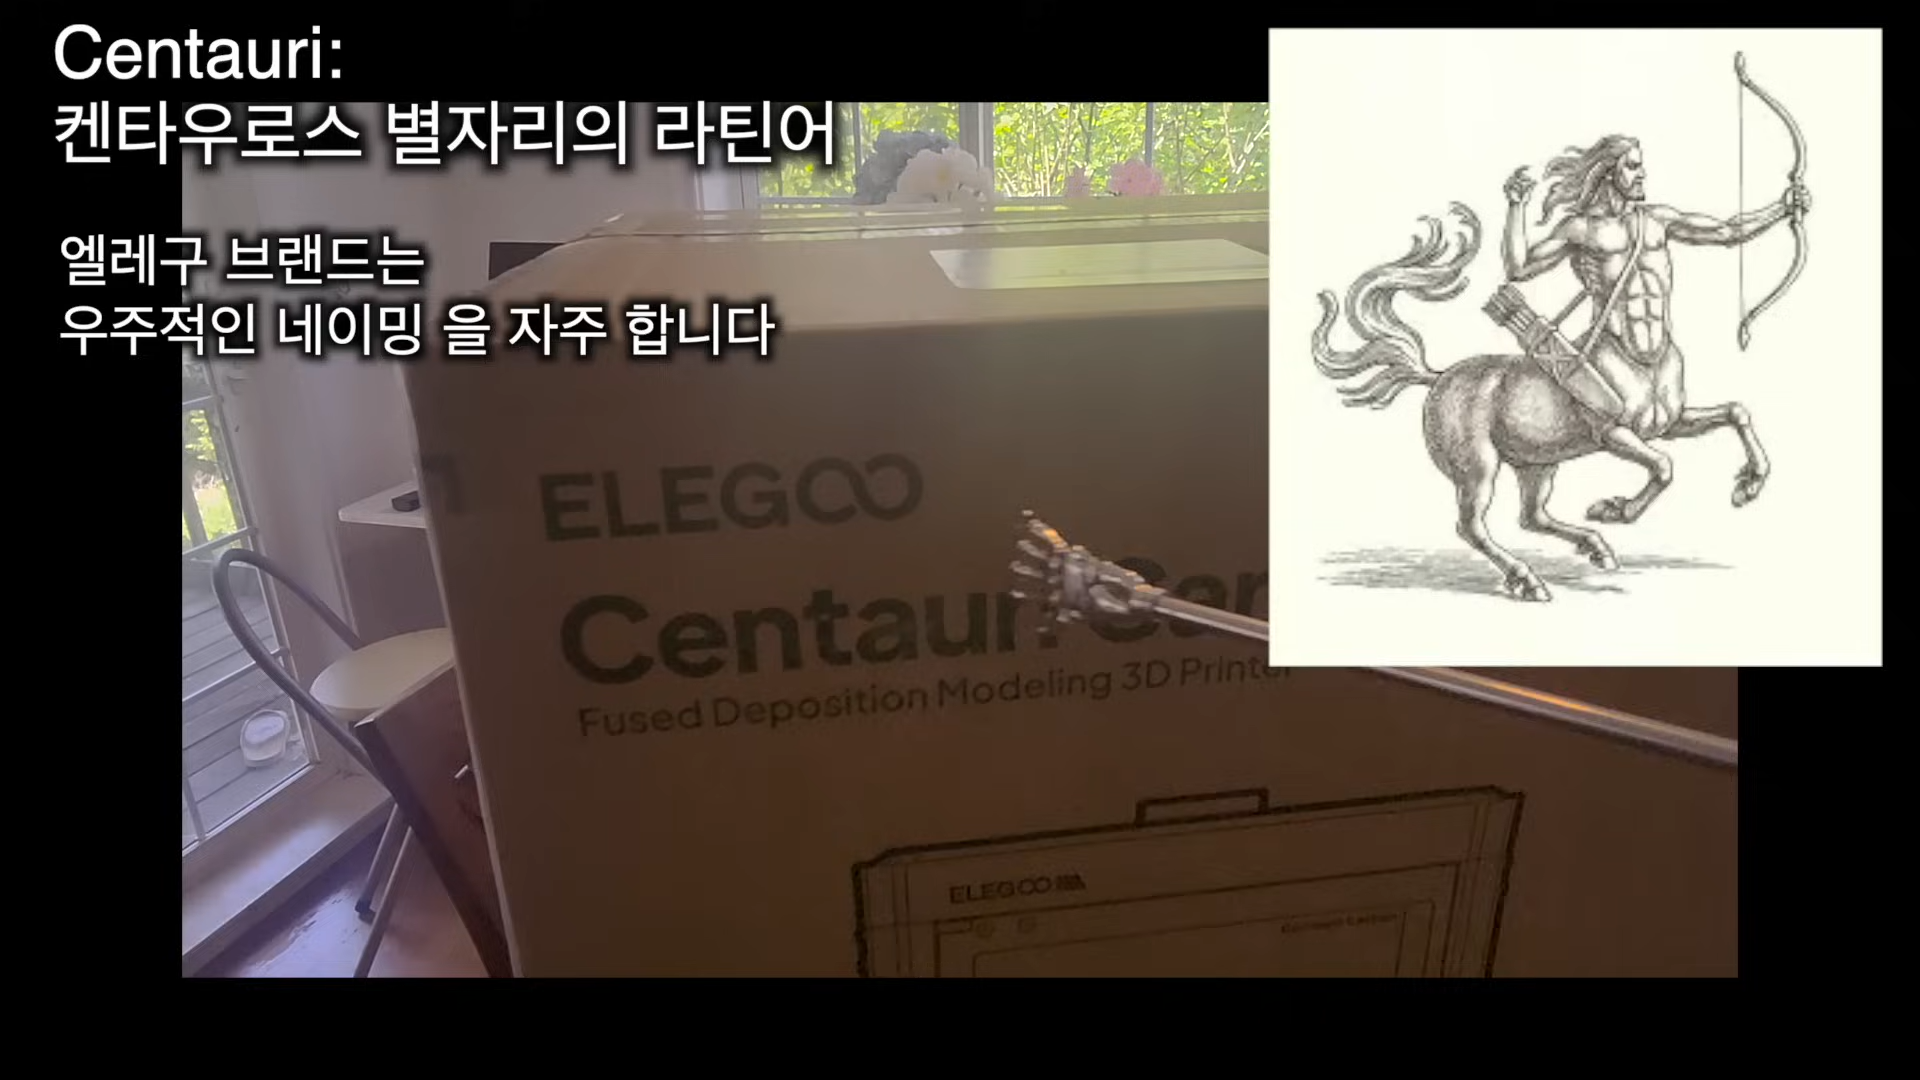 Centauri:
켄타우로스 별자리의 라틴어
엘레구 브랜드는
우주적인 네이밍 을 자주 합니다
ELEGOO
Centauri Car
Fused Deposition Modeling 3D Printer
ELEGOO